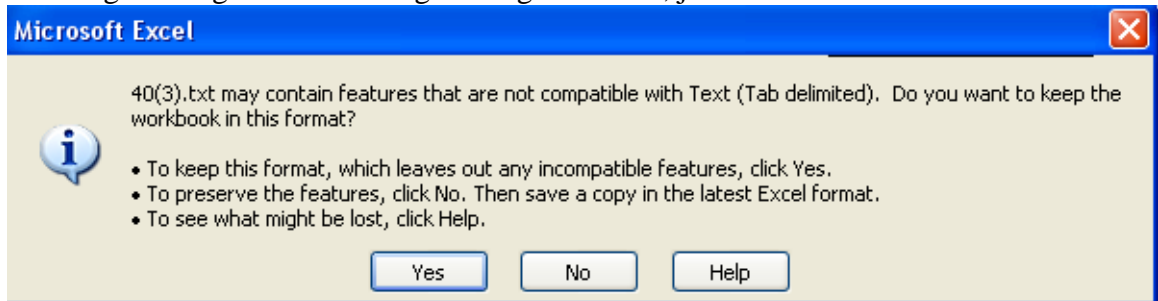 Microsoft Excel
40(3).txt may contain features that are not compatible with Text (Tab delimited).  Do you want to keep the
workbook in this format?
• To keep this format, which leaves out any incompatible features, click Yes.
• To preserve the features, click No. Then save a copy in the latest Excel format.
• To see what might be lost, click Help.
Yes No Help